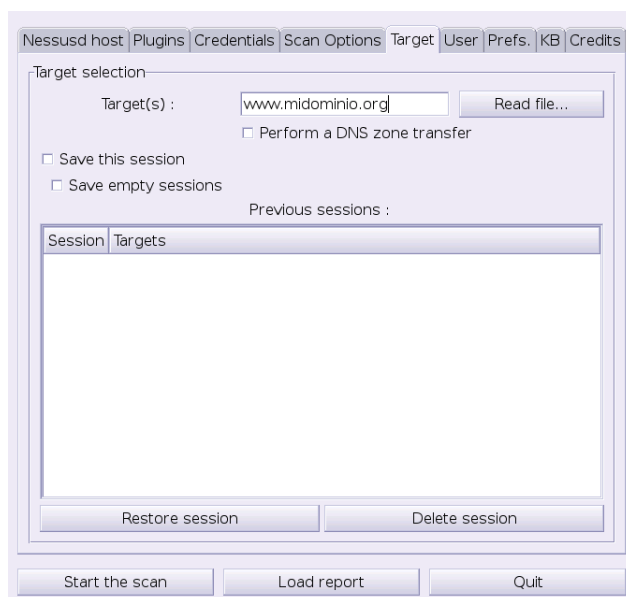 Nessusd host Plugins Credentials Scan Options Target User Prefs. KB Credits
Target selection
Target(s) : www.midominio.org Read file...
Perform a DNS zone transfer
Save this session
Save empty sessions
Previous sessions :
Session Targets
Restore session Delete session
Start the scan Load report Quit